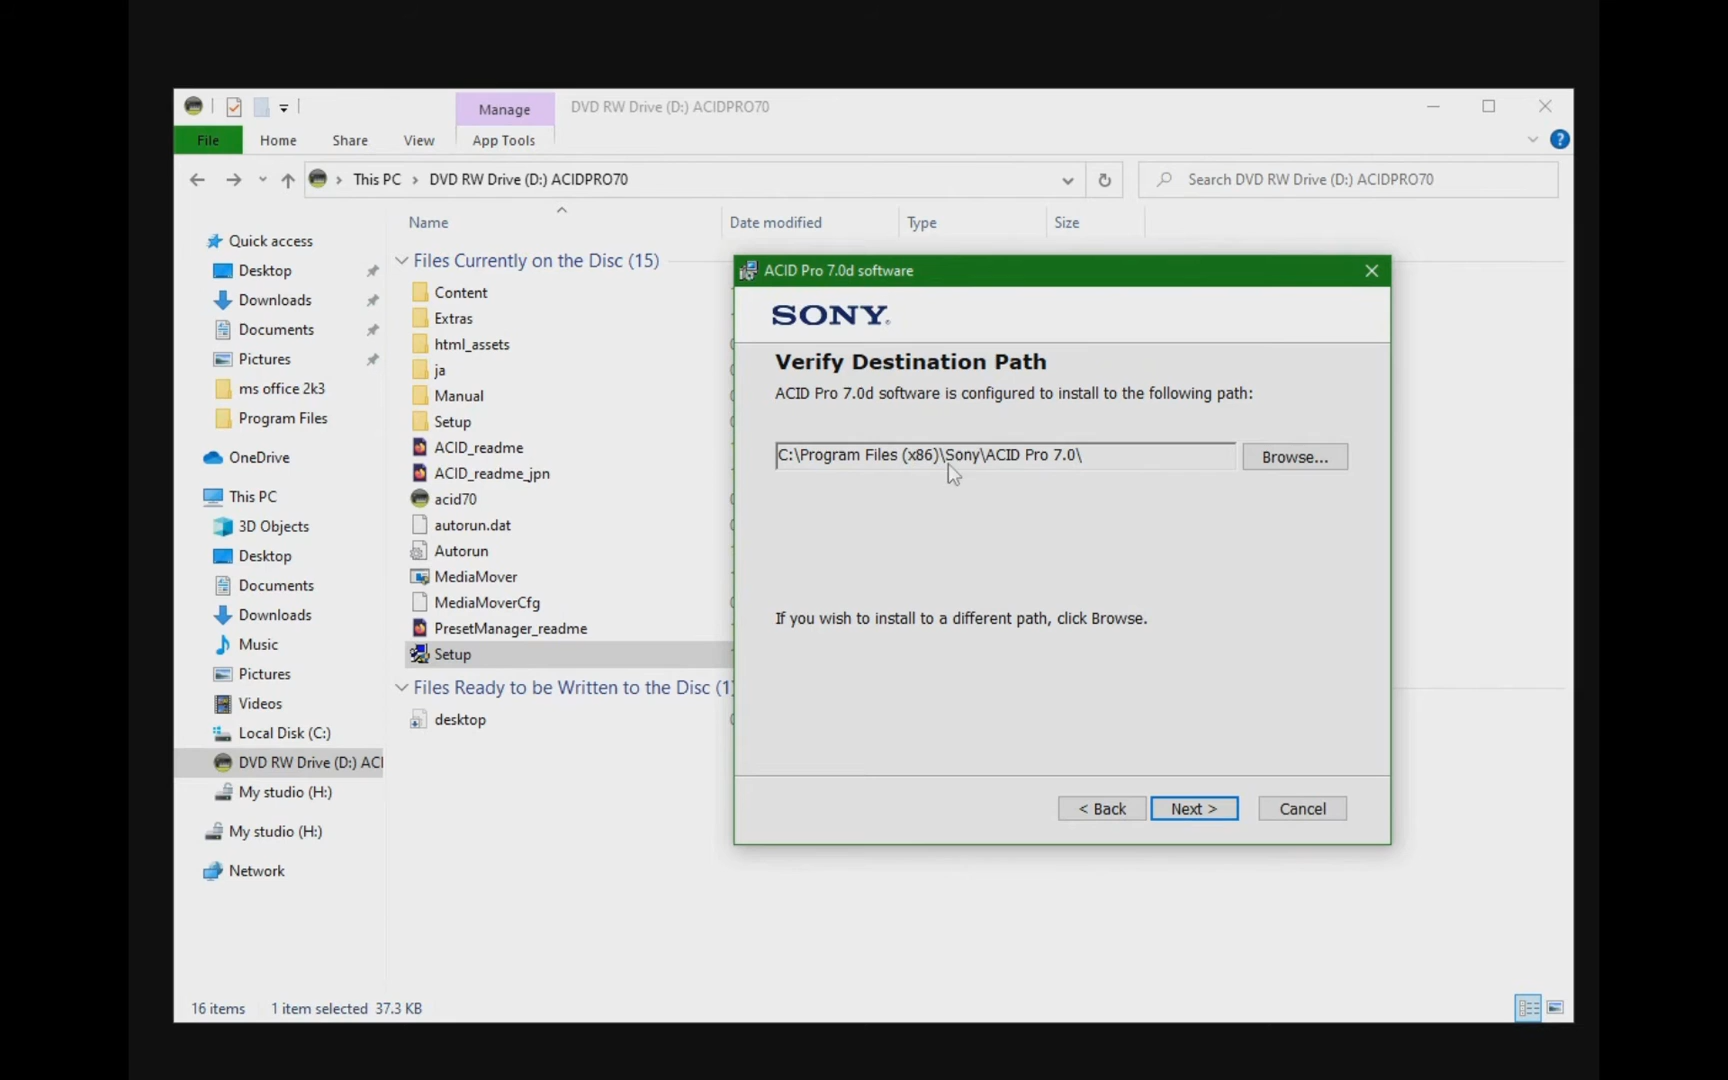 Manage
DVD RW Drive (D:) ACIDPRO70
File
Home
Share
View
App Tools
?
This PC
DVD RW Drive (D:) ACIDPRO70
Search DVD RW Drive (D:) ACIDPRO70
Name
Date modified
Type
Size
Quick access
Desktop
Downloads
Documents
Pictures
ms office 2k3
Program Files
OneDrive
This PC
3D Objects
Desktop
Documents
Downloads
Music
Pictures
Videos
Local Disk (C:)
DVD RW Drive (D:) ACI
My studio (H:)
My studio (H:)
Network
Files Currently on the Disc (15)
Content
Extras
html_assets
ja
Manual
Setup
ACID_readme
ACID_readme_jpn
acid70
autorun.dat
Autorun
MediaMover
MediaMoverCfg
PresetManager_readme
Setup
Files Ready to be Written to the Disc (1)
desktop
ACID Pro 7.0d software
SONY
Verify Destination Path
ACID Pro 7.0d software is configured to install to the following path:
C:\Program Files (x86)\Sony\ACID Pro 7.0\
Browse...
If you wish to install to a different path, click Browse.
< Back
Next >
Cancel
16 items
1 item selected 37.3 KB